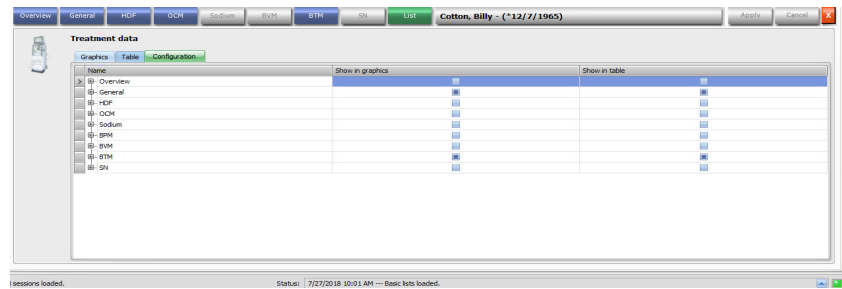 Overview General HDF OCM Sodium BVM BTM SN List Cotton, Billy - (*12/7/1965) Apply Cancel X
Treatment data
Graphics Table Configuration
Name Show in graphics Show in table
Overview
General
HDF
OCM
Sodium
BPM
BVM
BTM
SN
sessions loaded. Status: 7/27/2018 10:01 AM --- Basic lists loaded.